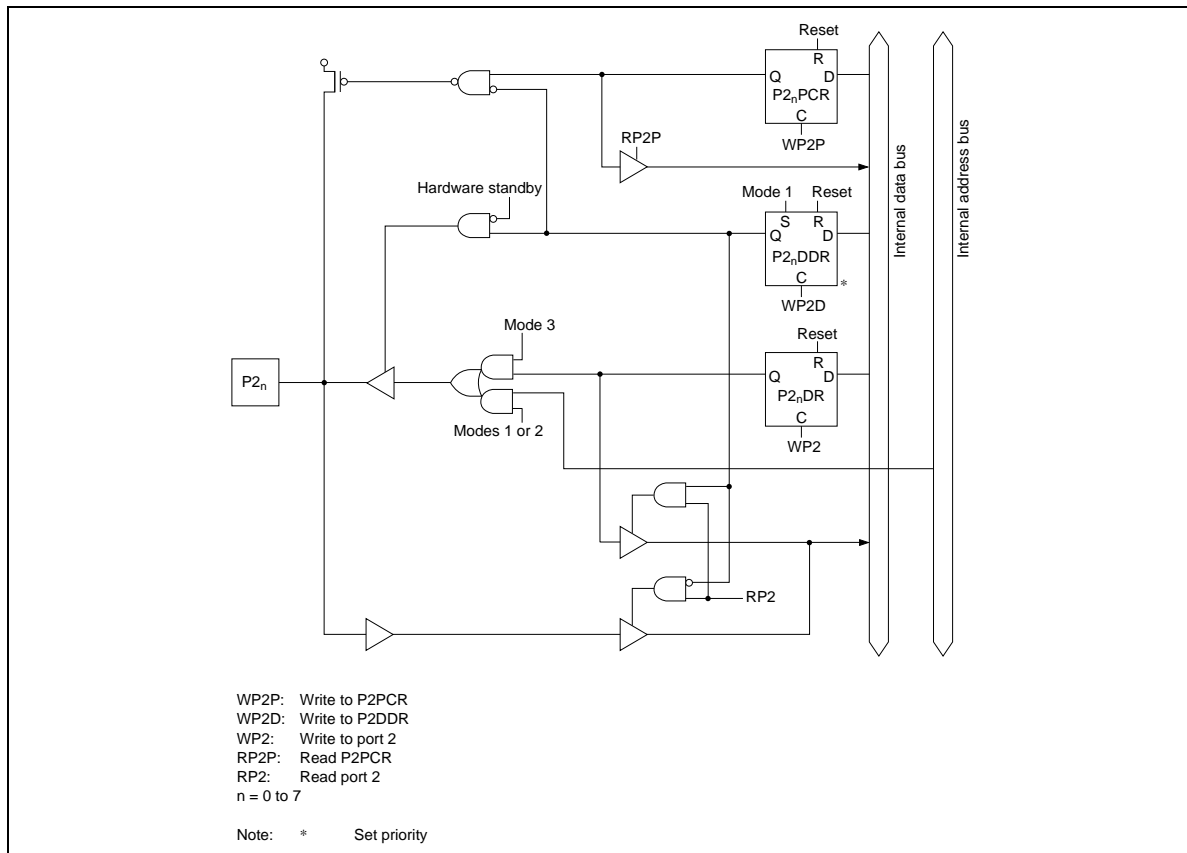 Reset
R
Q D
P2nPCR
C
WP2P
RP2P
Hardware standby
Mode 1 Reset
S R
Q D
P2nDDR
C
*
WP2D
Mode 3
Reset
R
P2n
Q D
P2nDR
C
Modes 1 or 2
WP2
RP2
Internal data bus
Internal address bus
WP2P: Write to P2PCR
WP2D: Write to P2DDR
WP2: Write to port 2
RP2P: Read P2PCR
RP2: Read port 2
n = 0 to 7
Note: * Set priority